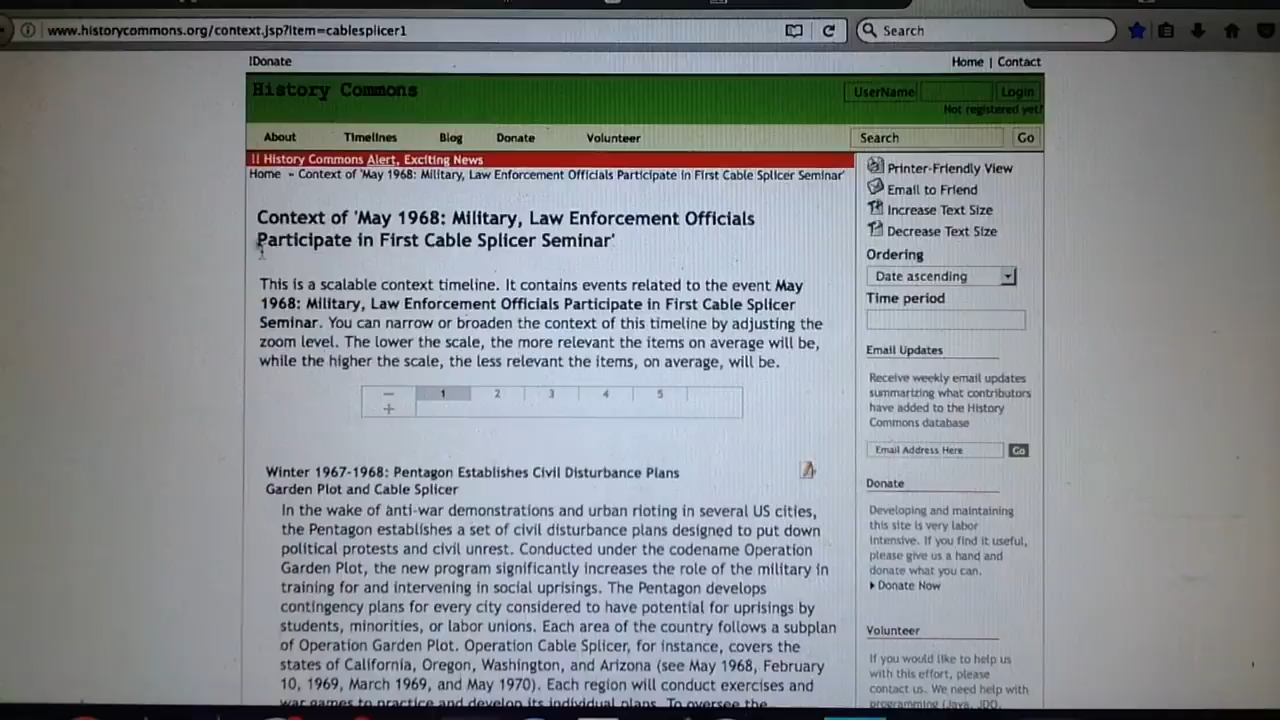 www.historycommons.org/context.jsp?item=cablesplicer1
Search
!Donate
Home | Contact
History Commons
UserName
Login
Not registered yet?
About
Timelines
Blog
Donate
Volunteer
Search
Go
!! History Commons Alert, Exciting News
Home - Context of 'May 1968: Military, Law Enforcement Officials Participate in First Cable Splicer Seminar'
Context of 'May 1968: Military, Law Enforcement Officials
Participate in First Cable Splicer Seminar'
This is a scalable context timeline. It contains events related to the event May
1968: Military, Law Enforcement Officials Participate in First Cable Splicer
Seminar. You can narrow or broaden the context of this timeline by adjusting the
zoom level. The lower the scale, the more relevant the items on average will be,
while the higher the scale, the less relevant the items, on average, will be.
− 1 2 3 4 5
+
Winter 1967-1968: Pentagon Establishes Civil Disturbance Plans
Garden Plot and Cable Splicer
In the wake of anti-war demonstrations and urban rioting in several US cities,
the Pentagon establishes a set of civil disturbance plans designed to put down
political protests and civil unrest. Conducted under the codename Operation
Garden Plot, the new program significantly increases the role of the military in
training for and intervening in social uprisings. The Pentagon develops
contingency plans for every city considered to have potential for uprisings by
students, minorities, or labor unions. Each area of the country follows a subplan
of Operation Garden Plot. Operation Cable Splicer, for instance, covers the
states of California, Oregon, Washington, and Arizona (see May 1968, February
10, 1969, March 1969, and May 1970). Each region will conduct exercises and
war games to practice and develop its individual plans. To oversee the
Printer-Friendly View
Email to Friend
Increase Text Size
Decrease Text Size
Ordering
Date ascending
Time period
Email Updates
Receive weekly email updates
summarizing what contributors
have added to the History
Commons database
Email Address Here
Go
Donate
Developing and maintaining
this site is very labor
intensive. If you find it useful,
please give us a hand and
donate what you can.
Donate Now
Volunteer
If you would like to help us
with this effort, please
contact us. We need help with
programming (Java, JDO,